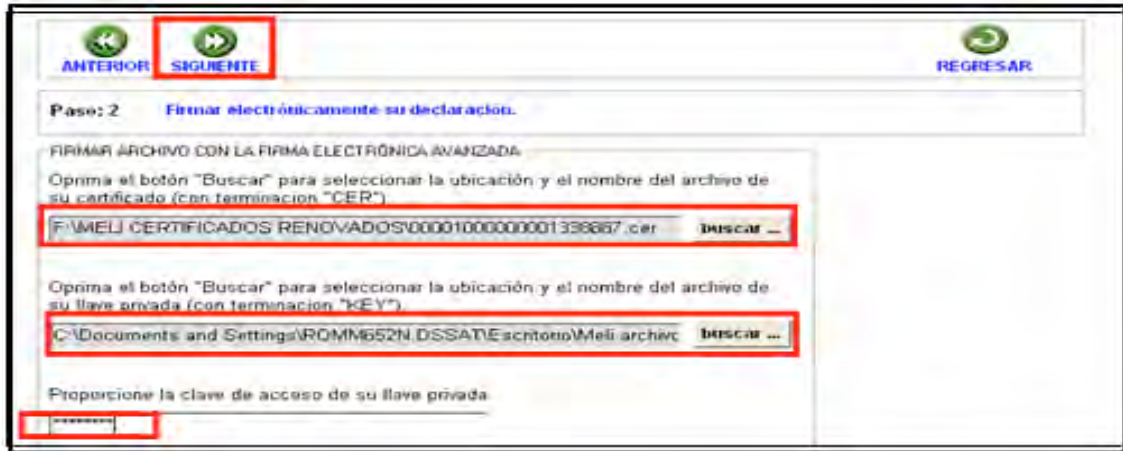 ANTERIOR SIGUIENTE REGRESAR
Paso: 2 Firmar electrónicamente su declaración.
FIRMAR ARCHIVO CON LA FIRMA ELECTRÓNICA AVANZADA
Oprima el botón "Buscar" para seleccionar la ubicación y el nombre del archivo de
su certificado (con terminacion "CER")
F:\MELI CERTIFICADOS RENOVADOS\ buscar ...
Oprima el botón "Buscar" para seleccionar la ubicación y el nombre del archivo de
su llave privada (con terminacion "KEY").
C:\Documents and Settings\ROMM652N.DSSAT\Escritorio\Meli archivo buscar ...
Proporcione la clave de acceso de su llave privada
********